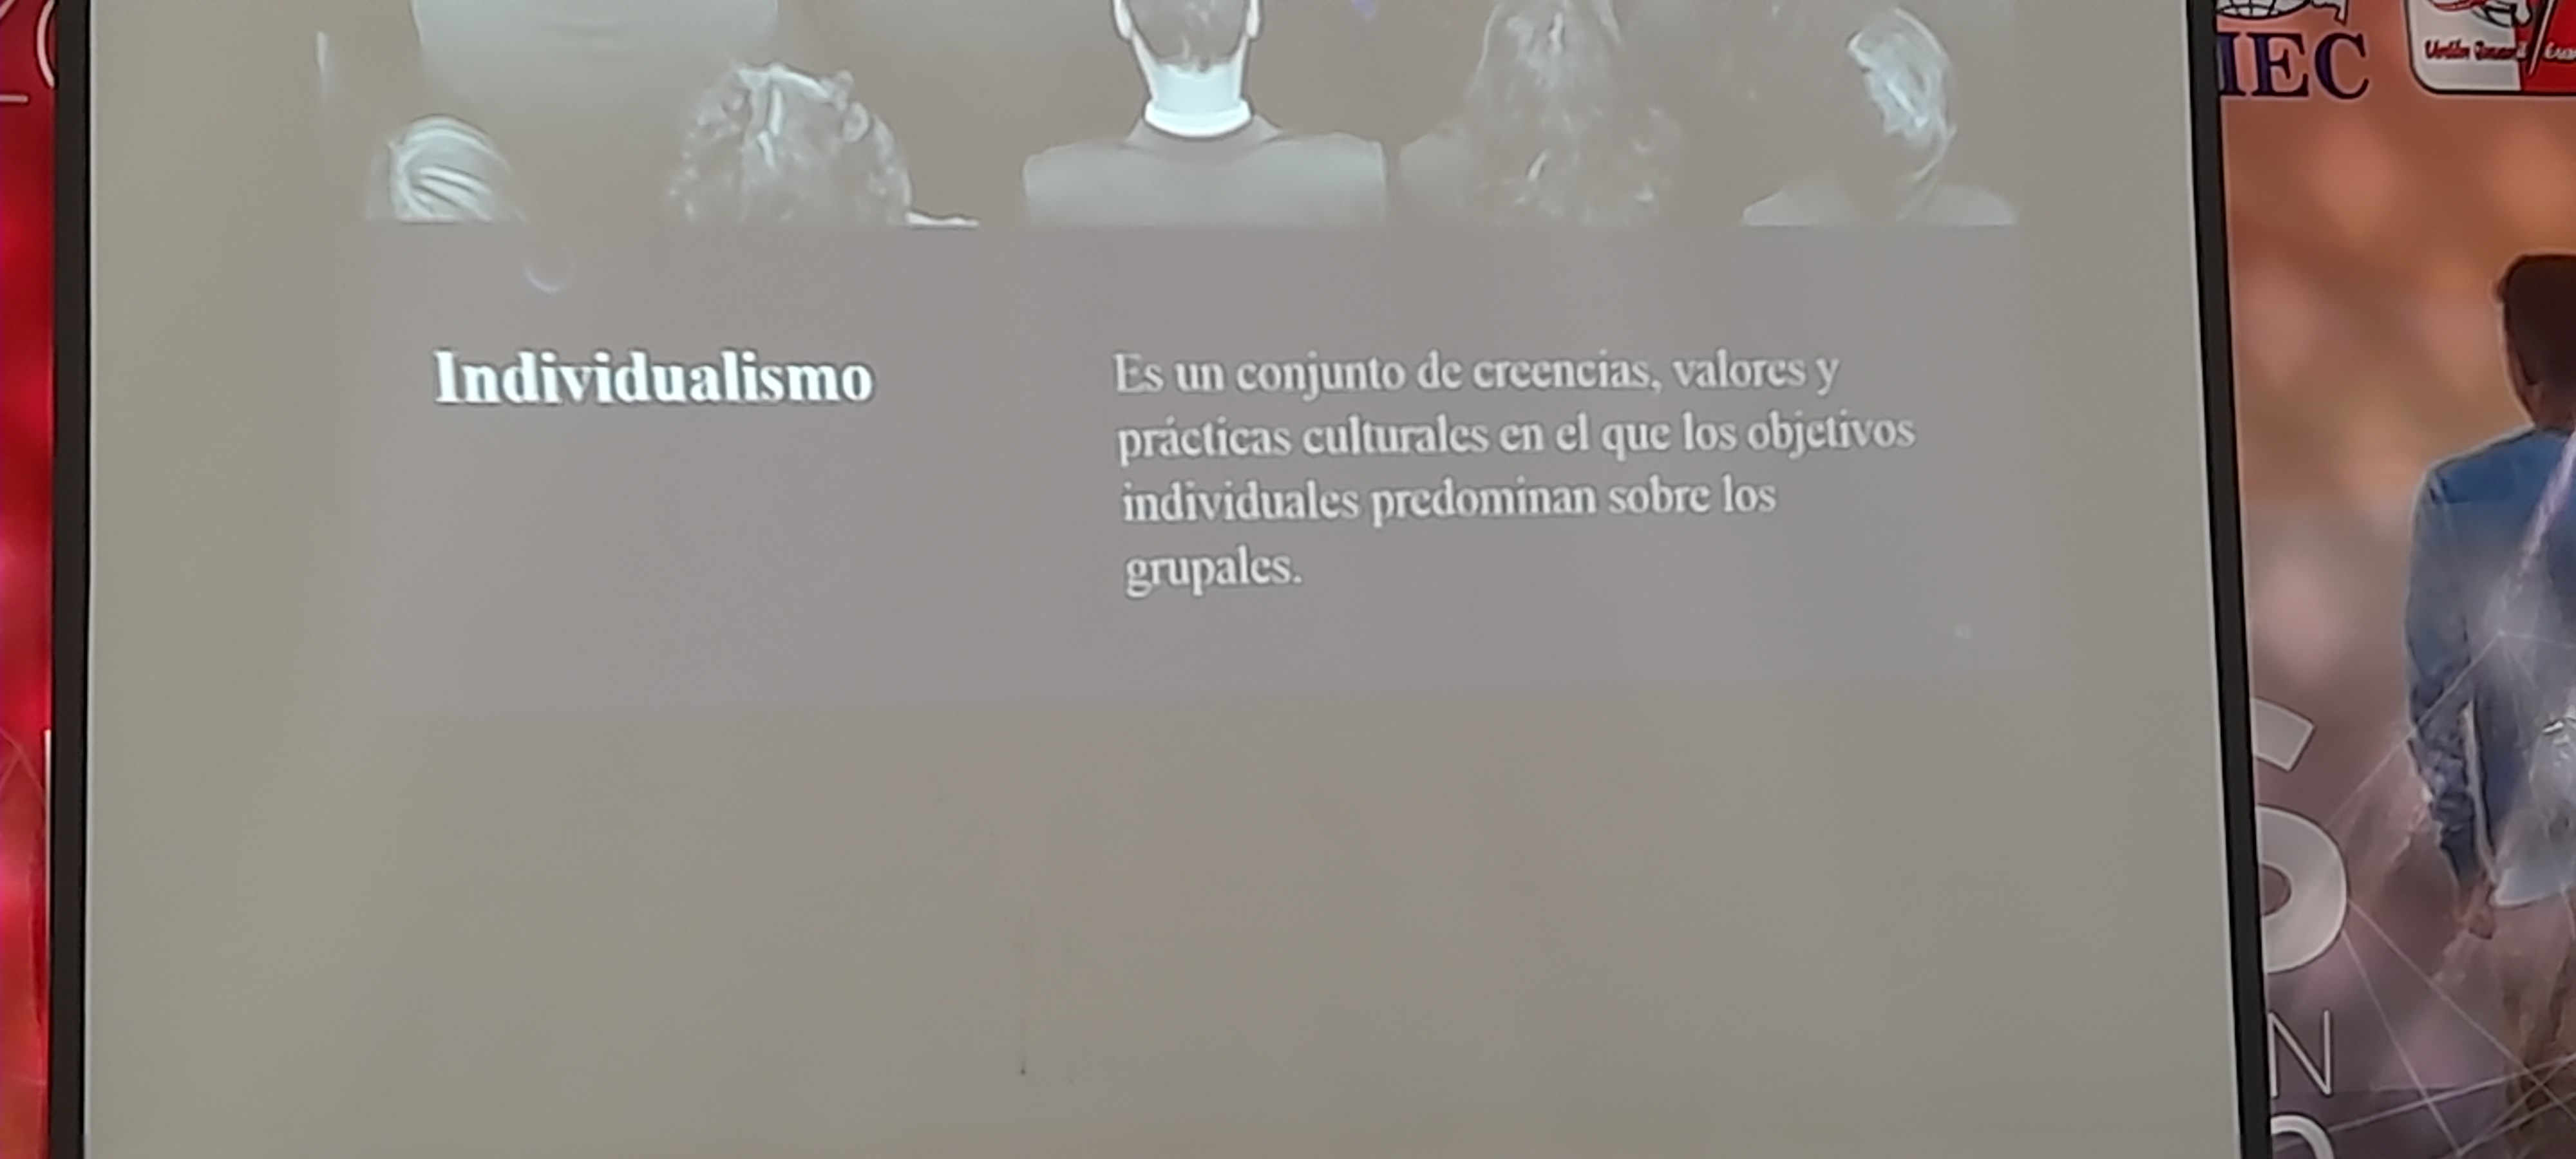 IEC
Individualismo
Es un conjunto de creencias, valores y
prácticas culturales en el que los objetivos
individuales predominan sobre los
grupales.
S
O
N